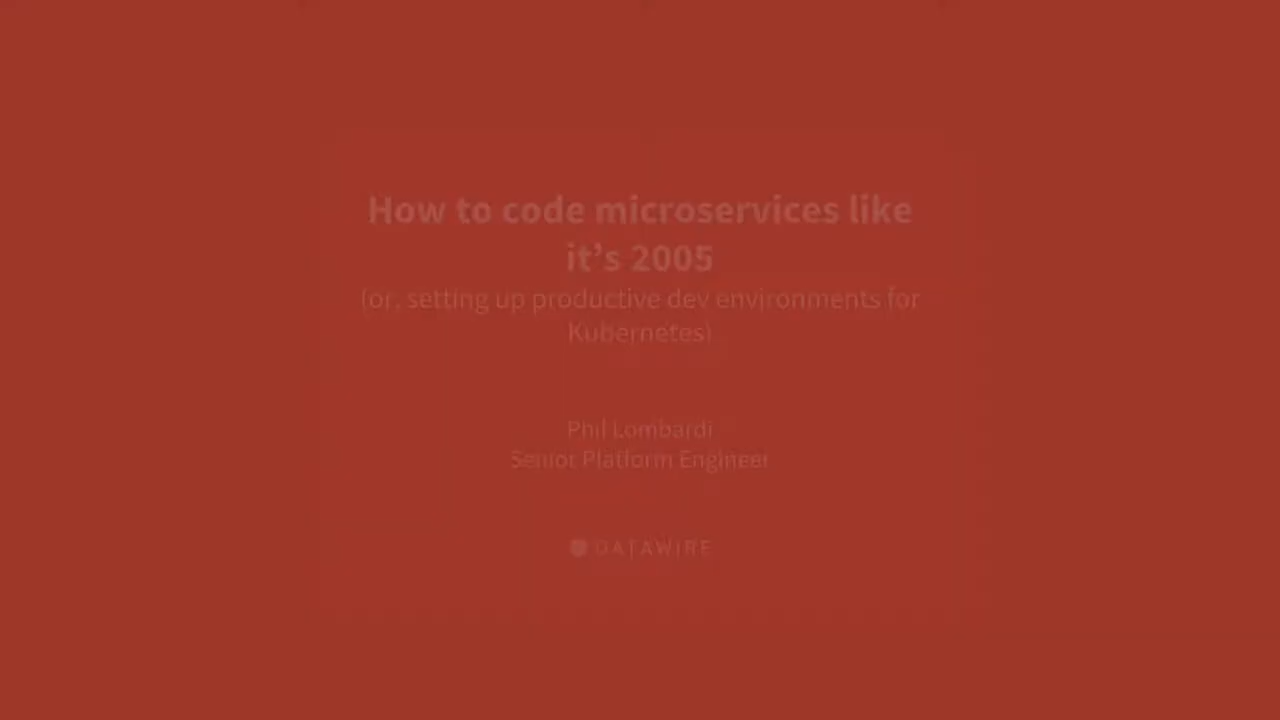 How to code microservices like
it’s 2005
(or, setting up productive dev environments for
Kubernetes)
Phil Lombardi
Senior Platform Engineer
DATAWIRE